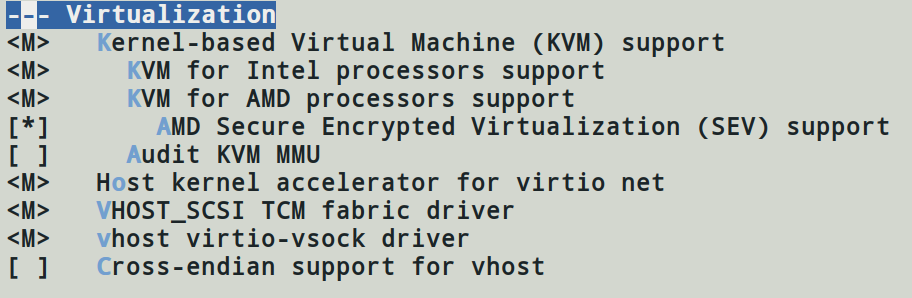 --- Virtualization
<M>   Kernel-based Virtual Machine (KVM) support
<M>     KVM for Intel processors support
<M>     KVM for AMD processors support
[*]       AMD Secure Encrypted Virtualization (SEV) support
[ ]     Audit KVM MMU
<M>   Host kernel accelerator for virtio net
<M>   VHOST_SCSI TCM fabric driver
<M>   vhost virtio-vsock driver
[ ]   Cross-endian support for vhost